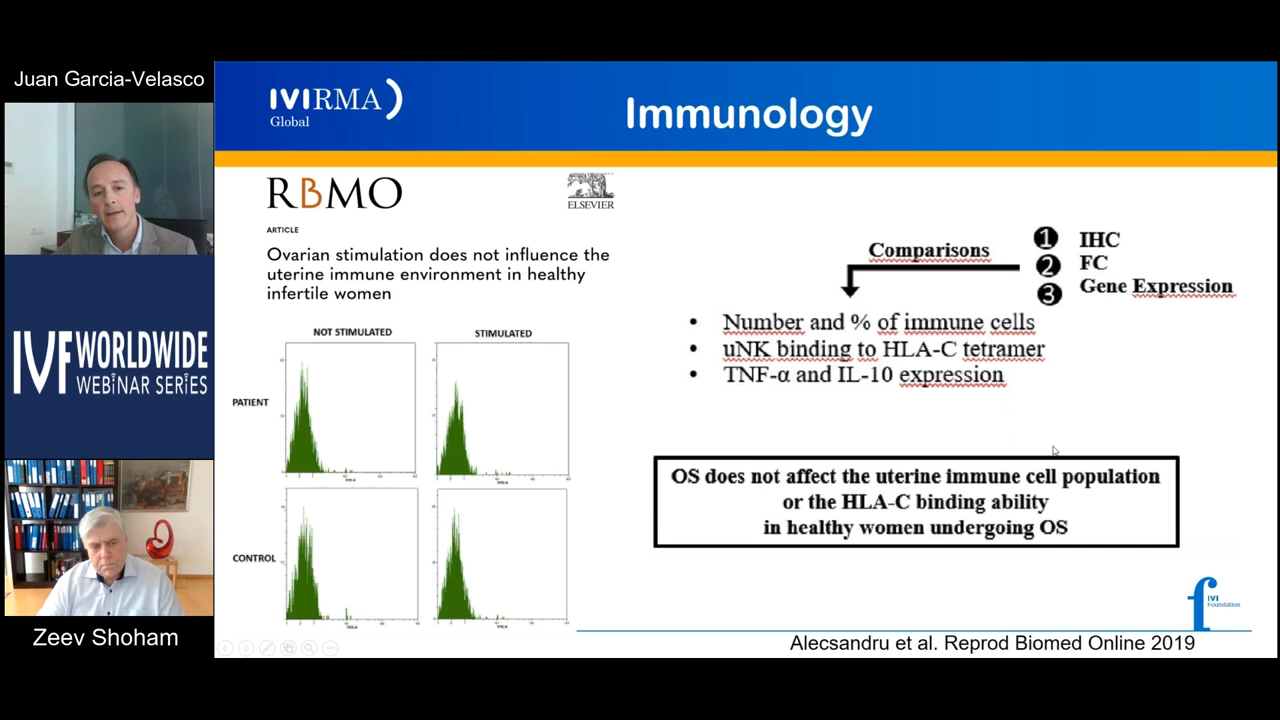 Juan Garcia-Velasco
IVF WORLDWIDE
WEBINAR SERIES
Zeev Shoham
IVIRMA
Global
Immunology
RBMO
ELSEVIER
ARTICLE
Ovarian stimulation does not influence the
uterine immune environment in healthy
infertile women
NOT STIMULATED
STIMULATED
PATIENT
CONTROL
Comparisons
1 IHC
2 FC
3 Gene Expression
• Number and % of immune cells
• uNK binding to HLA-C tetramer
• TNF-α and IL-10 expression
OS does not affect the uterine immune cell population
or the HLA-C binding ability
in healthy women undergoing OS
IVI
Foundation
Alecsandru et al. Reprod Biomed Online 2019